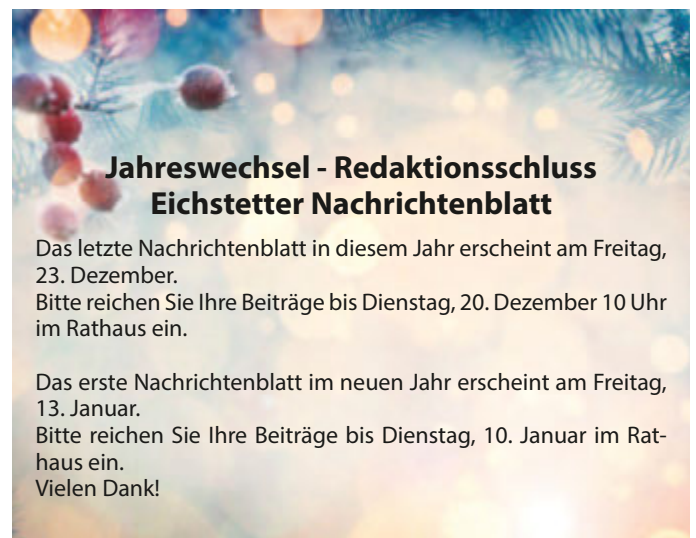 Jahreswechsel - Redaktionsschluss
Eichstetter Nachrichtenblatt
Das letzte Nachrichtenblatt in diesem Jahr erscheint am Freitag,
23. Dezember.
Bitte reichen Sie Ihre Beiträge bis Dienstag, 20. Dezember 10 Uhr
im Rathaus ein.
Das erste Nachrichtenblatt im neuen Jahr erscheint am Freitag,
13. Januar.
Bitte reichen Sie Ihre Beiträge bis Dienstag, 10. Januar im Rat-
haus ein.
Vielen Dank!